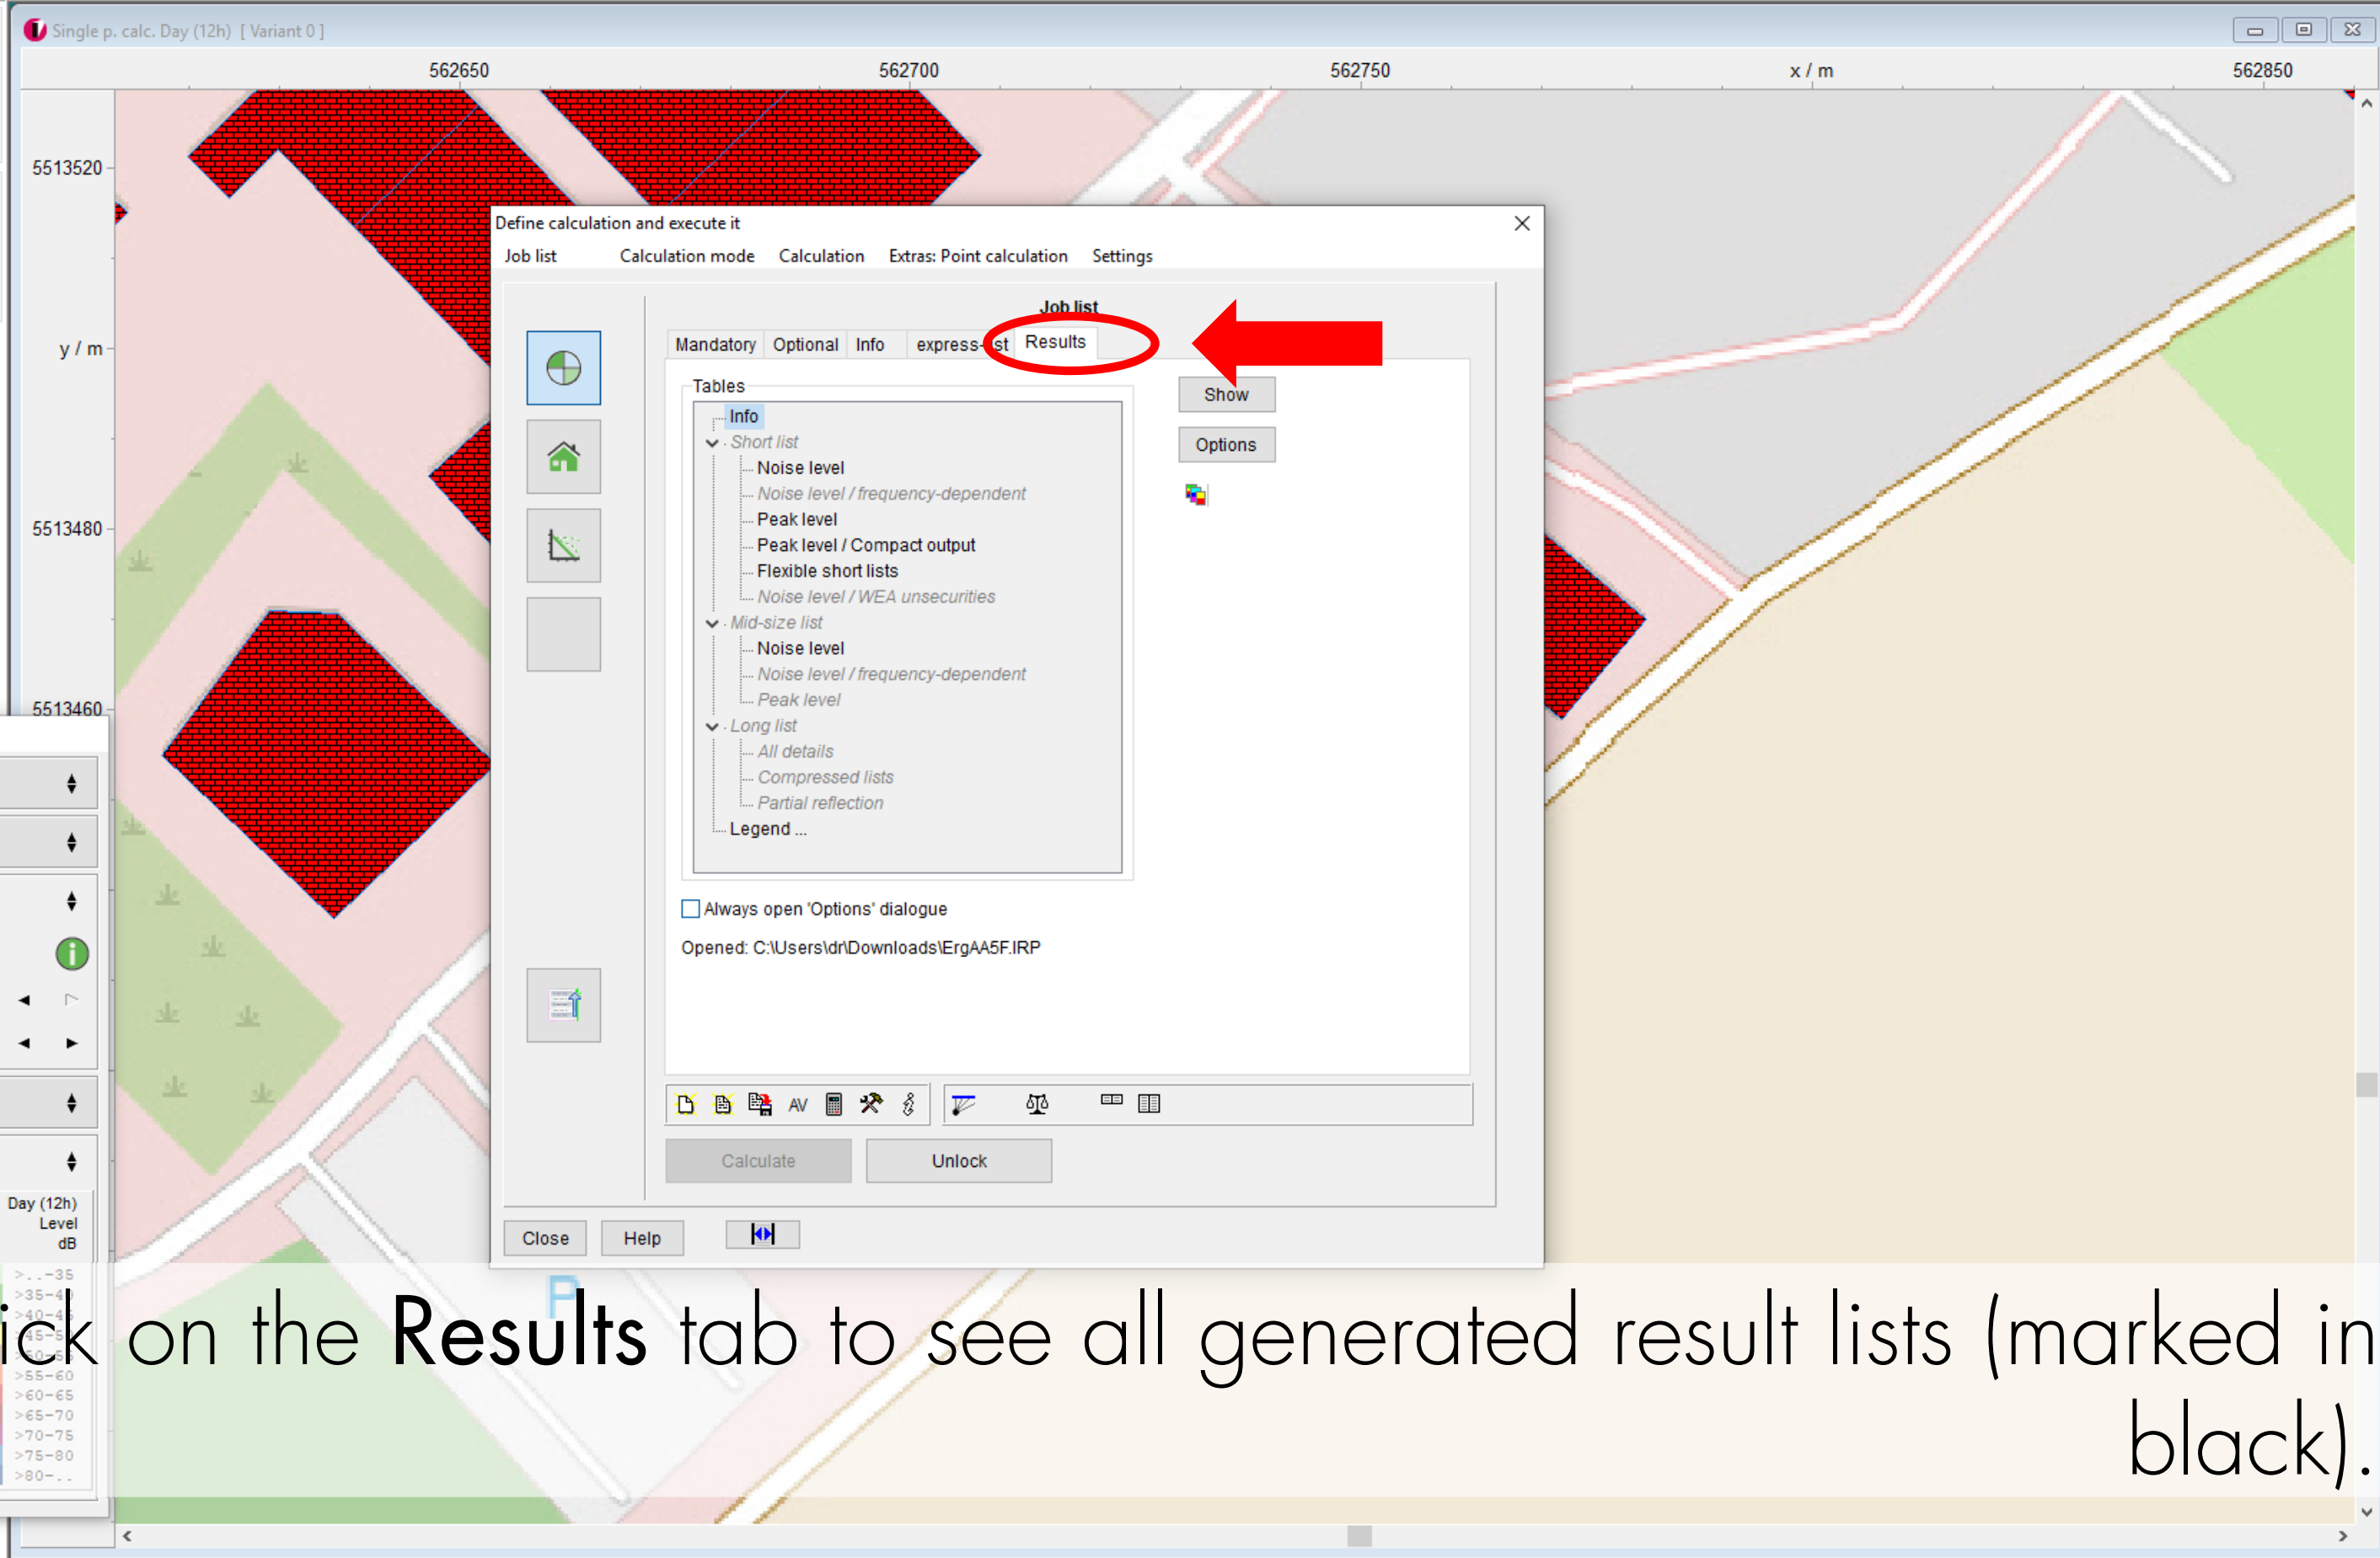 Single p. calc. Day (12h) [ Variant 0 ]
562650 562700 562750 x / m 562850
5513520
y / m
5513480
5513460
Define calculation and execute it
Job list Calculation mode Calculation Extras: Point calculation Settings
Job list
Mandatory Optional Info express- st Results
Tables
Info
Short list
Noise level
Noise level / frequency-dependent
Peak level
Peak level / Compact output
Flexible short lists
Noise level / WEA unsecurities
Mid-size list
Noise level
Noise level / frequency-dependent
Peak level
Long list
All details
Compressed lists
Partial reflection
Legend ...
Show
Options
Always open 'Options' dialogue
Opened: C:\Users\dr\Downloads\ErgAA5F.IRP
AV
Calculate Unlock
Close Help
Day (12h)
Level
dB
>..-35
>35-40
>40-45
>55-60
>60-65
>65-70
>70-75
>75-80
>80-..
P
ick on the Results tab to see all generated result lists (marked in
black).